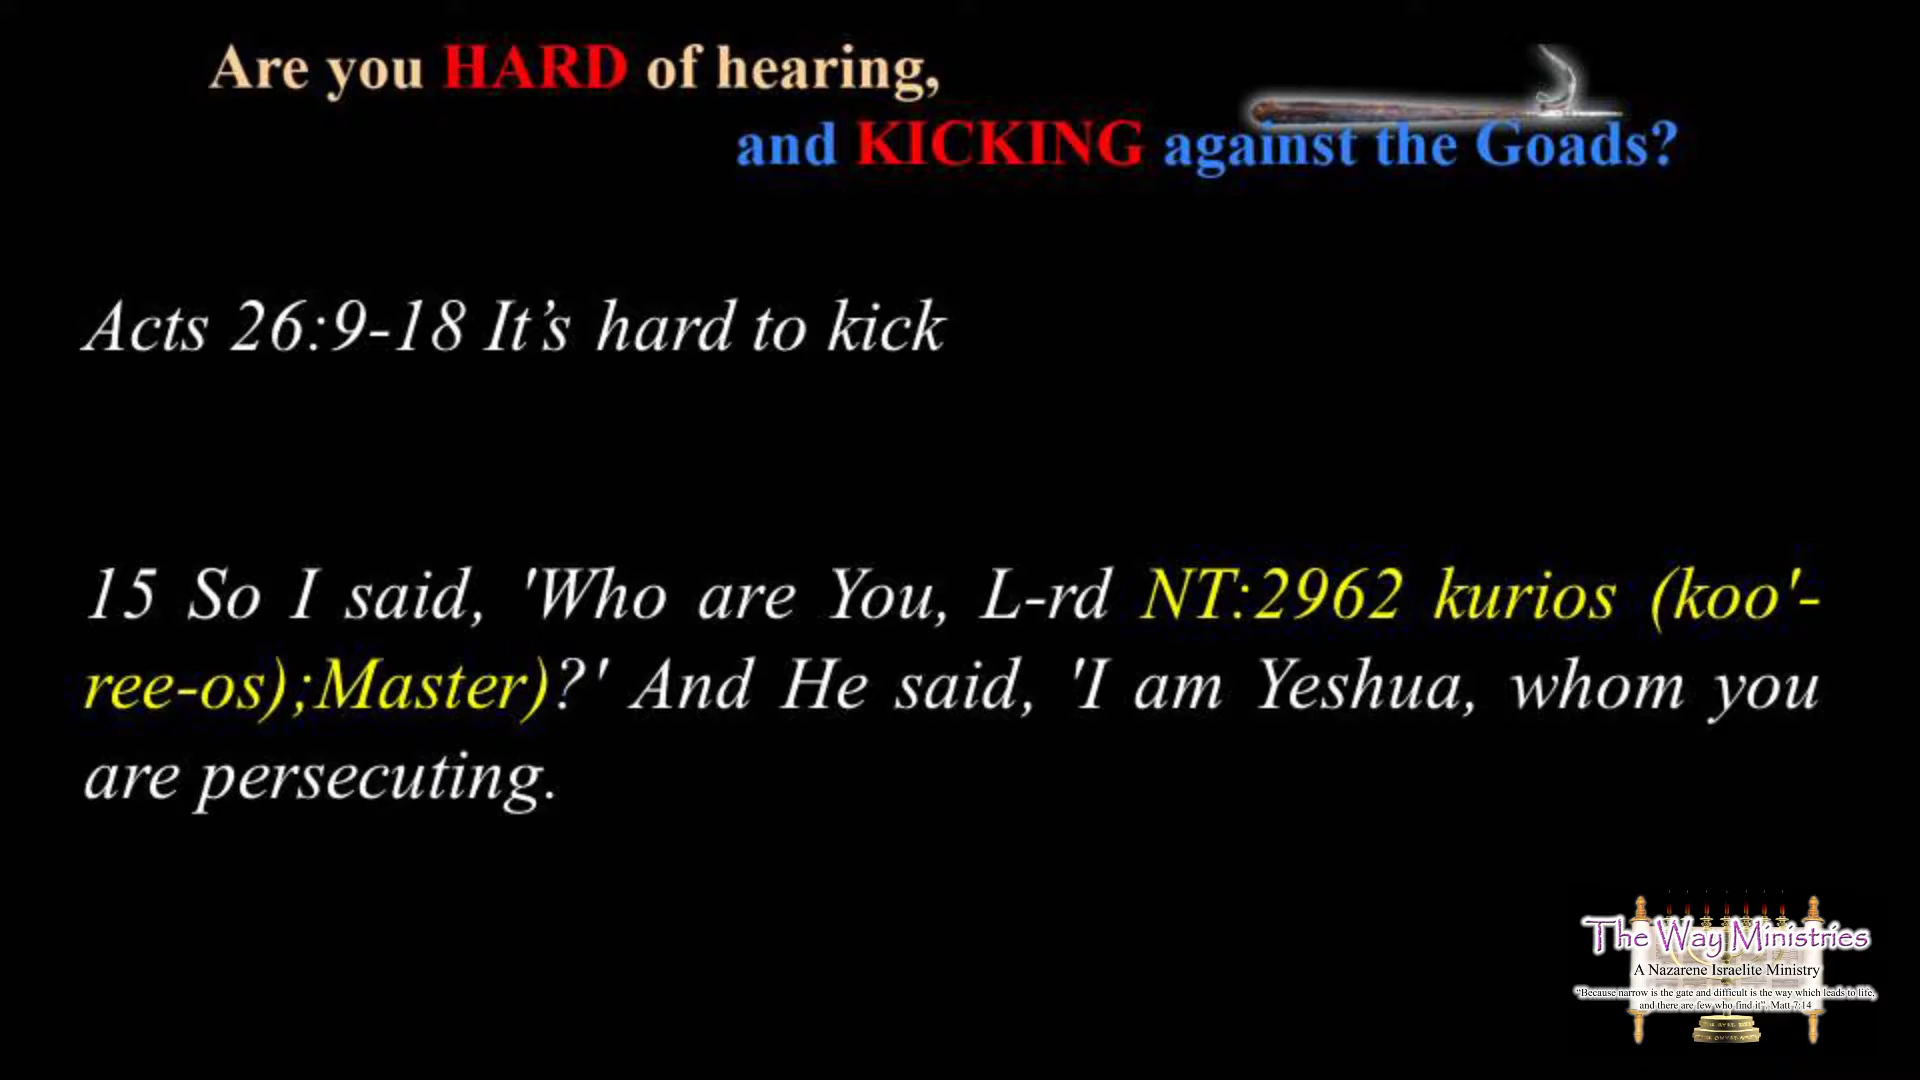 Are you HARD of hearing,
and KICKING against the Goads?
Acts 26:9-18 It’s hard to kick
15 So I said, 'Who are You, L-rd NT:2962 kurios (koo'-
ree-os);Master)?' And He said, 'I am Yeshua, whom you
are persecuting.
The Way Ministries
A Nazarene Israelite Ministry
“Because narrow is the gate and difficult is the way which leads to life,
and there are few who find it”. Matt 7:14